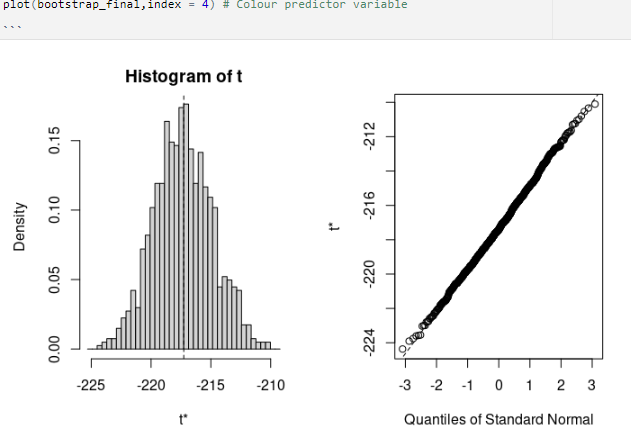 plot(bootstrap_final,index = 4) # Colour predictor variable
```
Histogram of t
Density
0.00 0.05 0.10 0.15
-225 -220 -215 -210
t*
t*
-224 -220 -216 -212
-3 -2 -1 0 1 2 3
Quantiles of Standard Normal